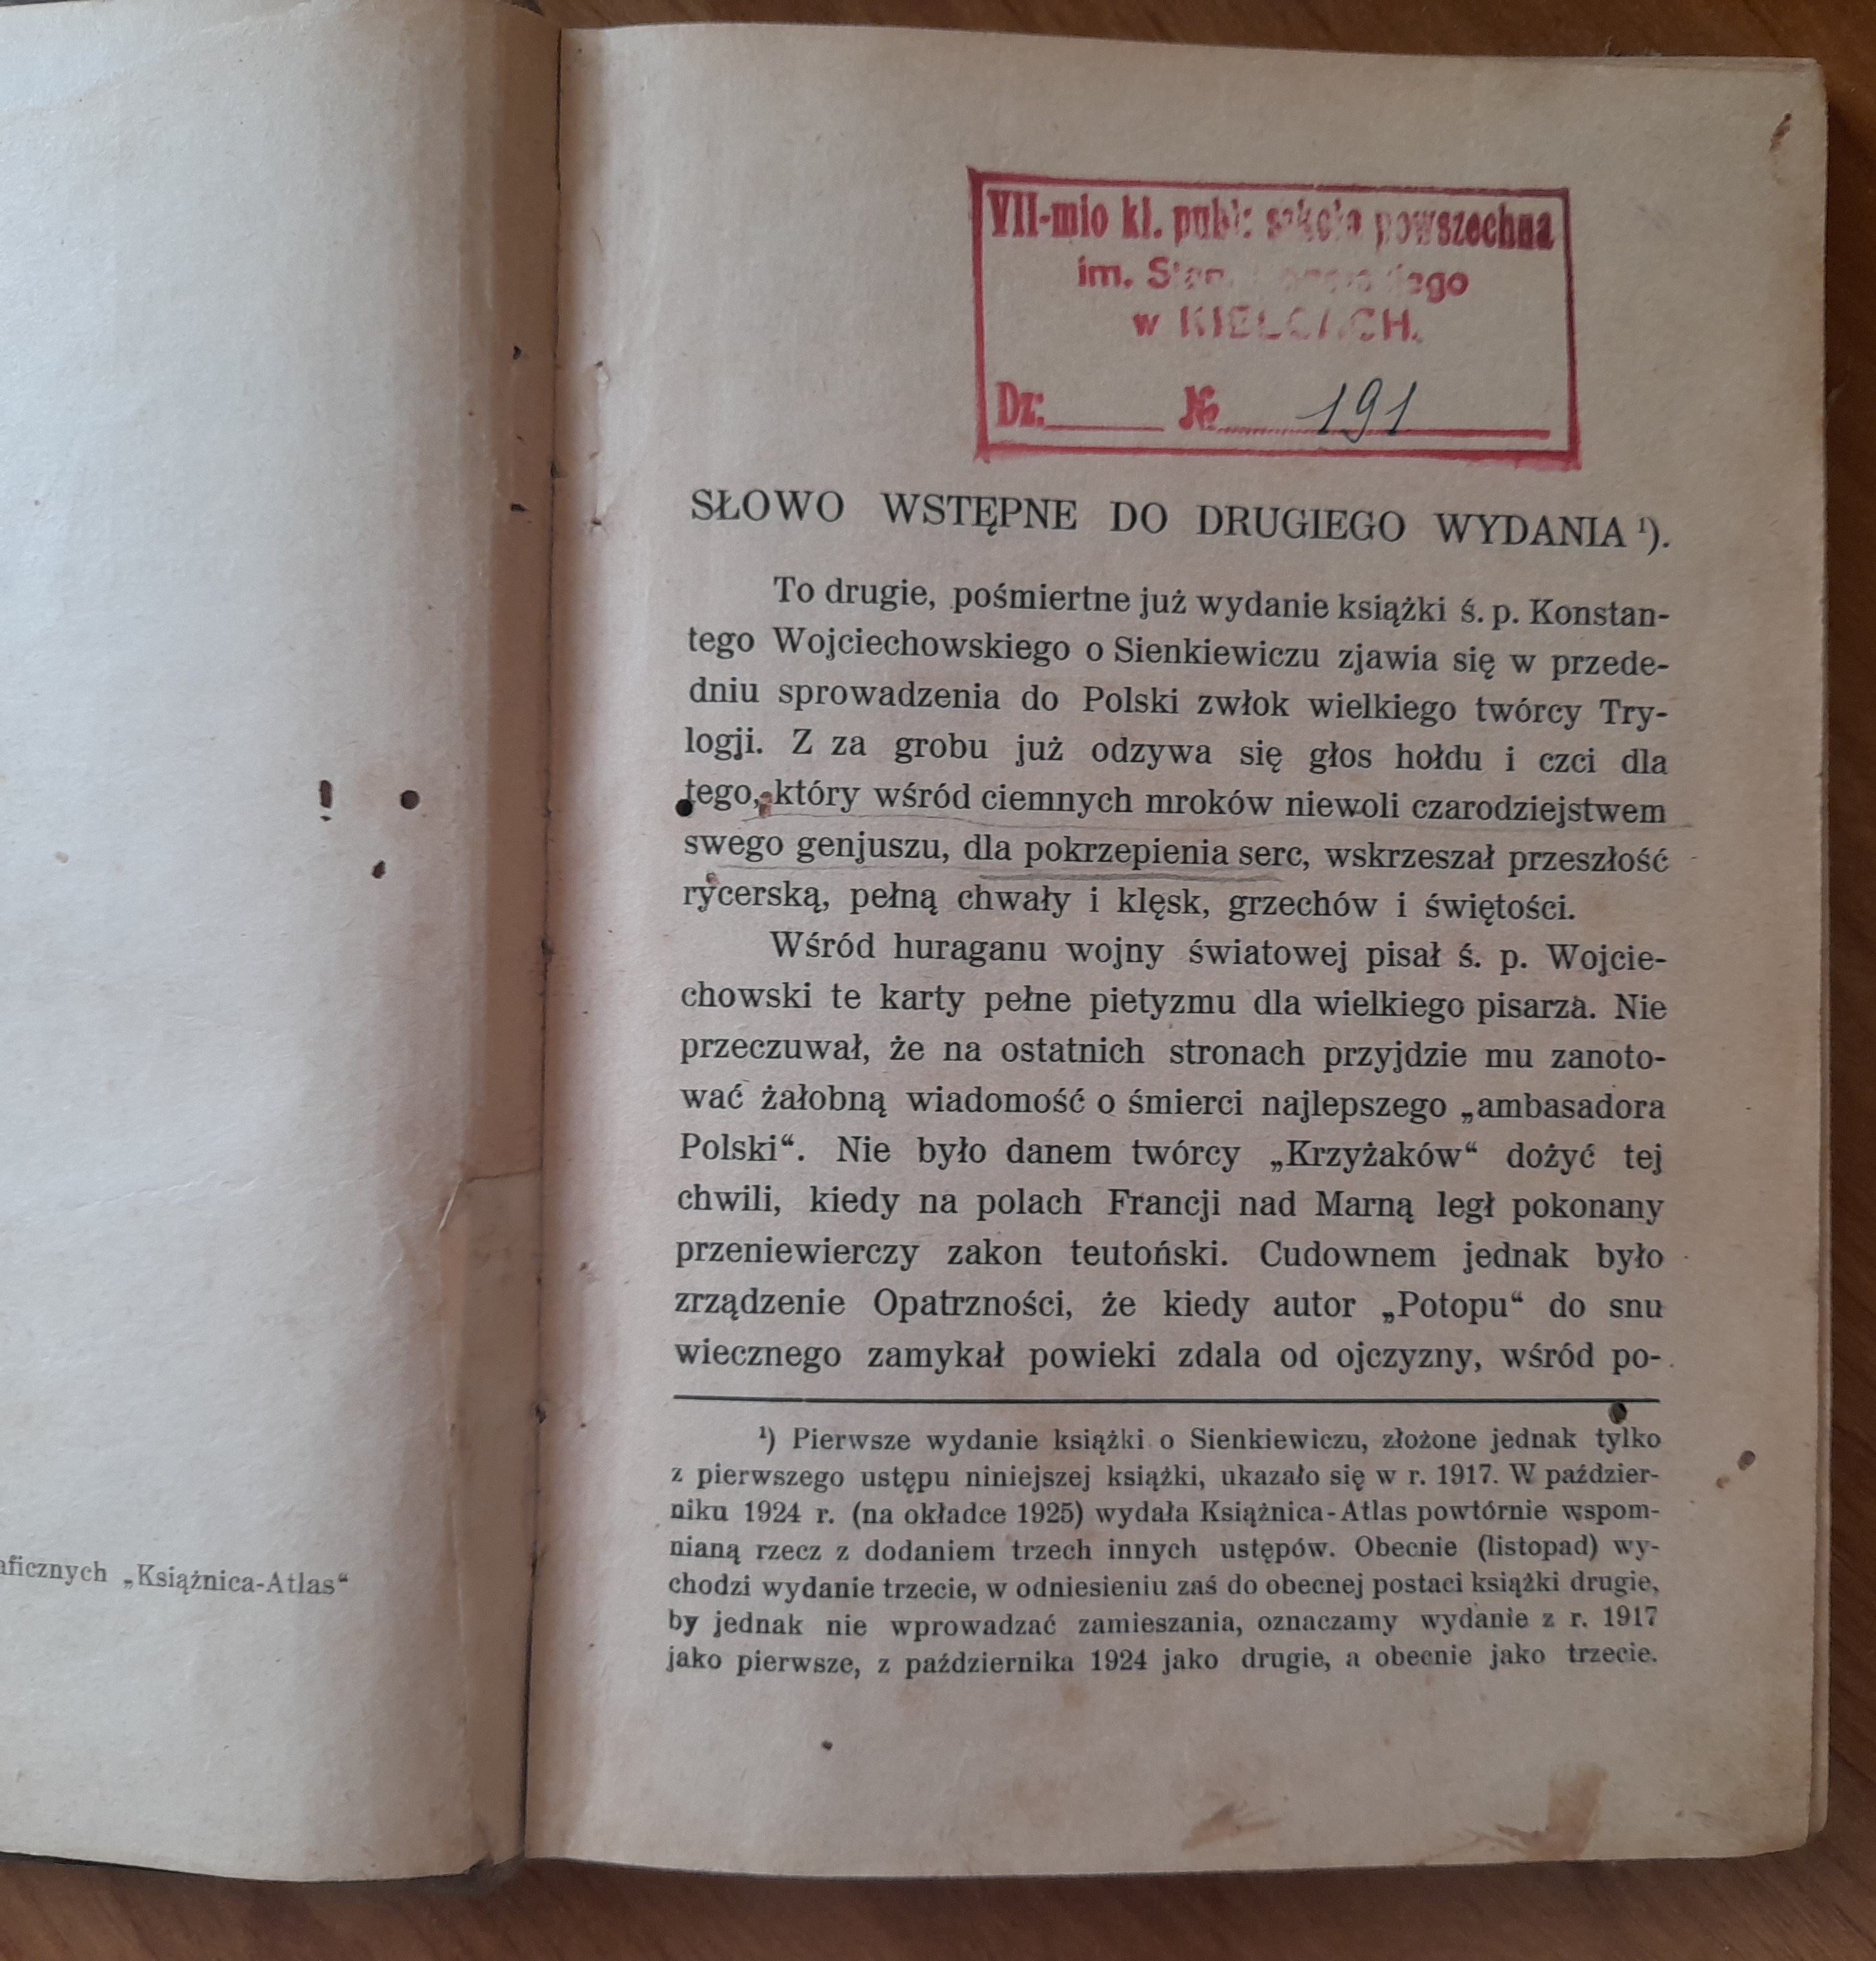 aficznych „Książnica-Atlas“
VII-mio kl. publ: szkoła powszechna
im.
w KIELCACH.
Dz: № 191
SŁOWO WSTĘPNE DO DRUGIEGO WYDANIA ¹).
To drugie, pośmiertne już wydanie książki ś. p. Konstan-
tego Wojciechowskiego o Sienkiewiczu zjawia się w przede-
dniu sprowadzenia do Polski zwłok wielkiego twórcy Try-
logji. Z za grobu już odzywa się głos hołdu i czci dla
tego, który wśród ciemnych mroków niewoli czarodziejstwem
swego genjuszu, dla pokrzepienia serc, wskrzeszał przeszłość
rycerską, pełną chwały i klęsk, grzechów i świętości.
Wśród huraganu wojny światowej pisał ś. p. Wojcie-
chowski te karty pełne pietyzmu dla wielkiego pisarza. Nie
przeczuwał, że na ostatnich stronach przyjdzie mu zanoto-
wać żałobną wiadomość o śmierci najlepszego „ambasadora
Polski“. Nie było danem twórcy „Krzyżaków“ dożyć tej
chwili, kiedy na polach Francji nad Marną legł pokonany
przeniewierczy zakon teutoński. Cudownem jednak było
zrządzenie Opatrzności, że kiedy autor „Potopu“ do snu
wiecznego zamykał powieki zdala od ojczyzny, wśród po-
¹) Pierwsze wydanie książki o Sienkiewiczu, złożone jednak tylko
z pierwszego ustępu niniejszej książki, ukazało się w r. 1917. W paździer-
niku 1924 r. (na okładce 1925) wydała Książnica-Atlas powtórnie wspom-
nianą rzecz z dodaniem trzech innych ustępów. Obecnie (listopad) wy-
chodzi wydanie trzecie, w odniesieniu zaś do obecnej postaci książki drugie,
by jednak nie wprowadzać zamieszania, oznaczamy wydanie z r. 1917
jako pierwsze, z października 1924 jako drugie, a obecnie jako trzecie.